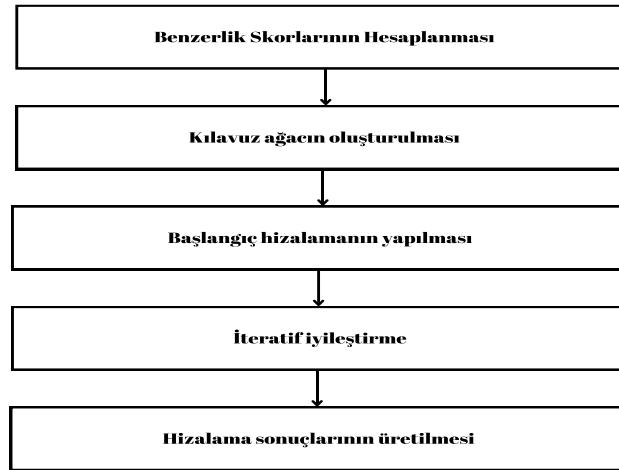 Benzerlik Skorlarının Hesaplanması
Kılavuz ağacın oluşturulması
Başlangıç hizalamanın yapılması
İteratif iyileştirme
Hizalama sonuçlarının üretilmesi